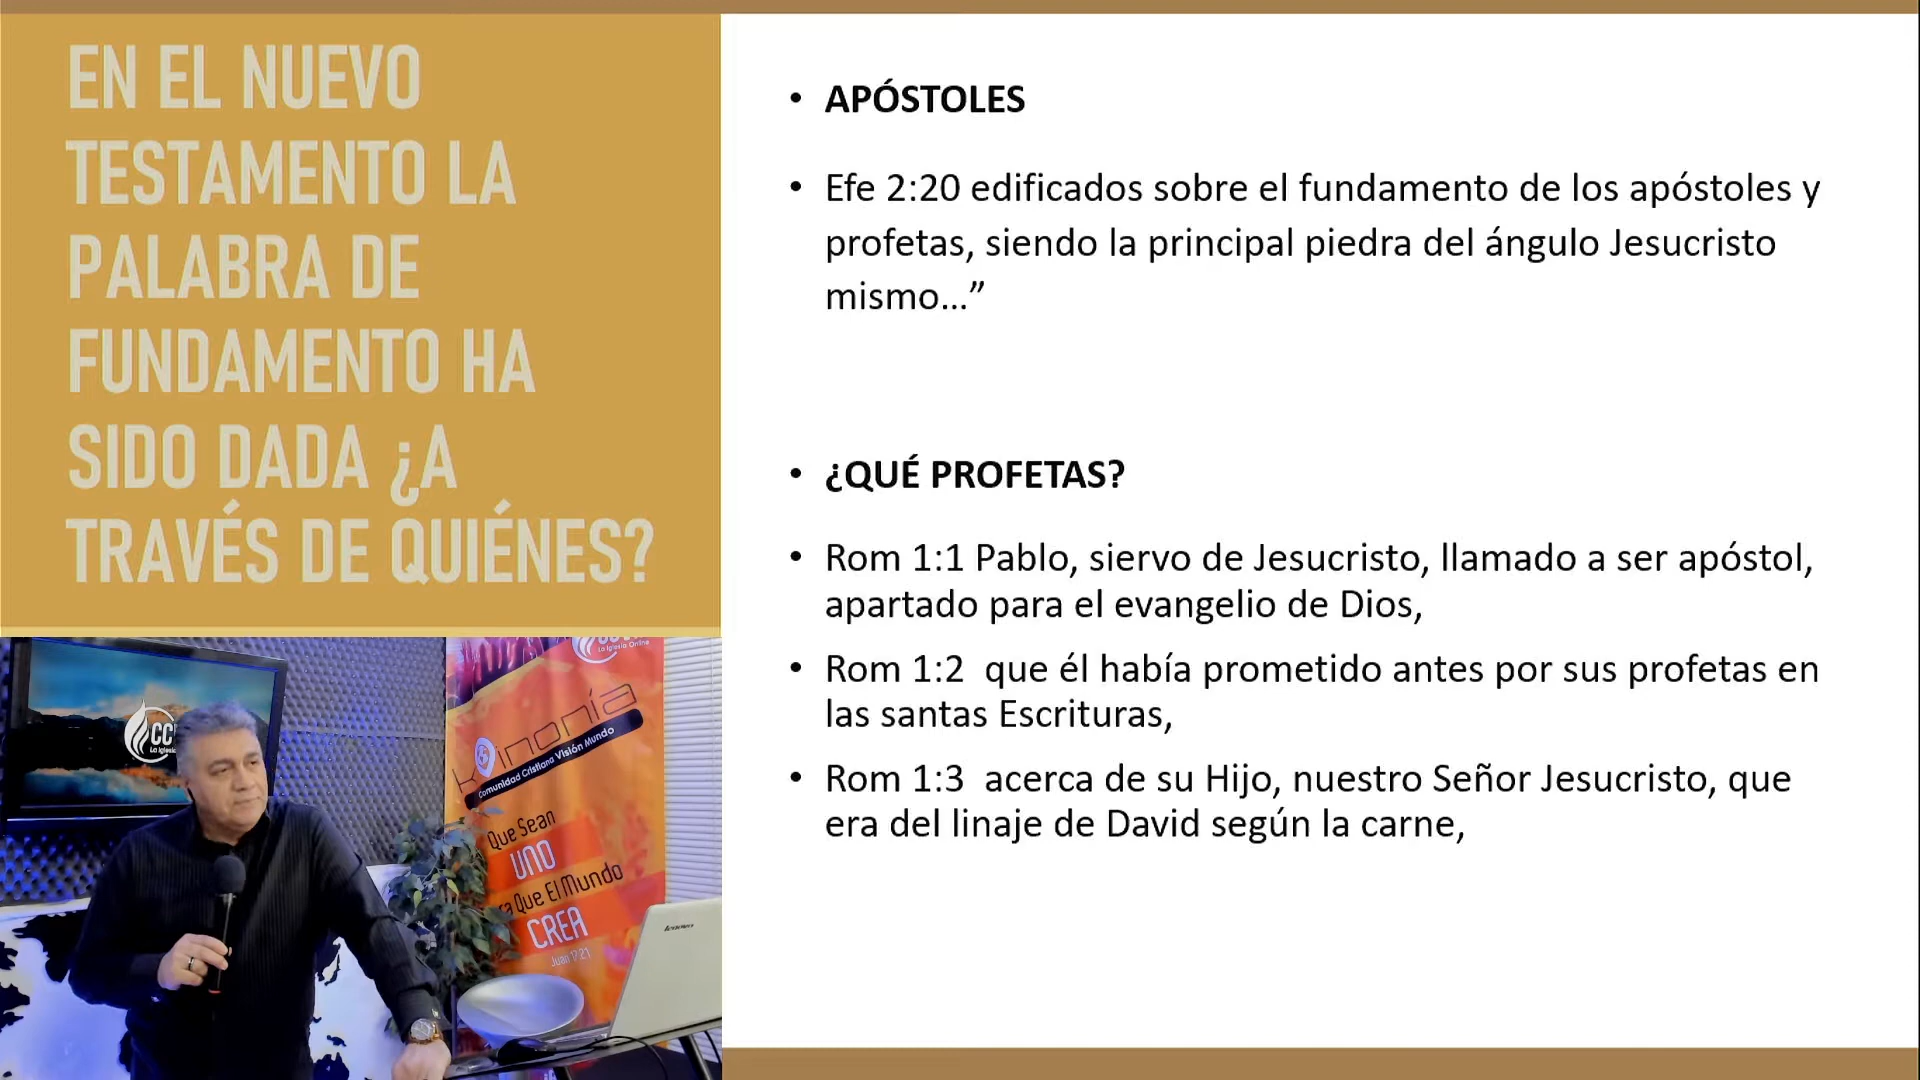 EN EL NUEVO
TESTAMENTO LA
PALABRA DE
FUNDAMENTO HA
SIDO DADA ¿A
TRAVÉS DE QUIÉNES?
• APÓSTOLES
• Efe 2:20 edificados sobre el fundamento de los apóstoles y
profetas, siendo la principal piedra del ángulo Jesucristo
mismo…”
• ¿QUÉ PROFETAS?
• Rom 1:1 Pablo, siervo de Jesucristo, llamado a ser apóstol,
apartado para el evangelio de Dios,
• Rom 1:2  que él había prometido antes por sus profetas en
las santas Escrituras,
• Rom 1:3  acerca de su Hijo, nuestro Señor Jesucristo, que
era del linaje de David según la carne,
La Iglesia Online
koinonía
Comunidad Cristiana Visión Mundo
Que Sean
UNO
Que El Mundo
CREA
Juan 17:21